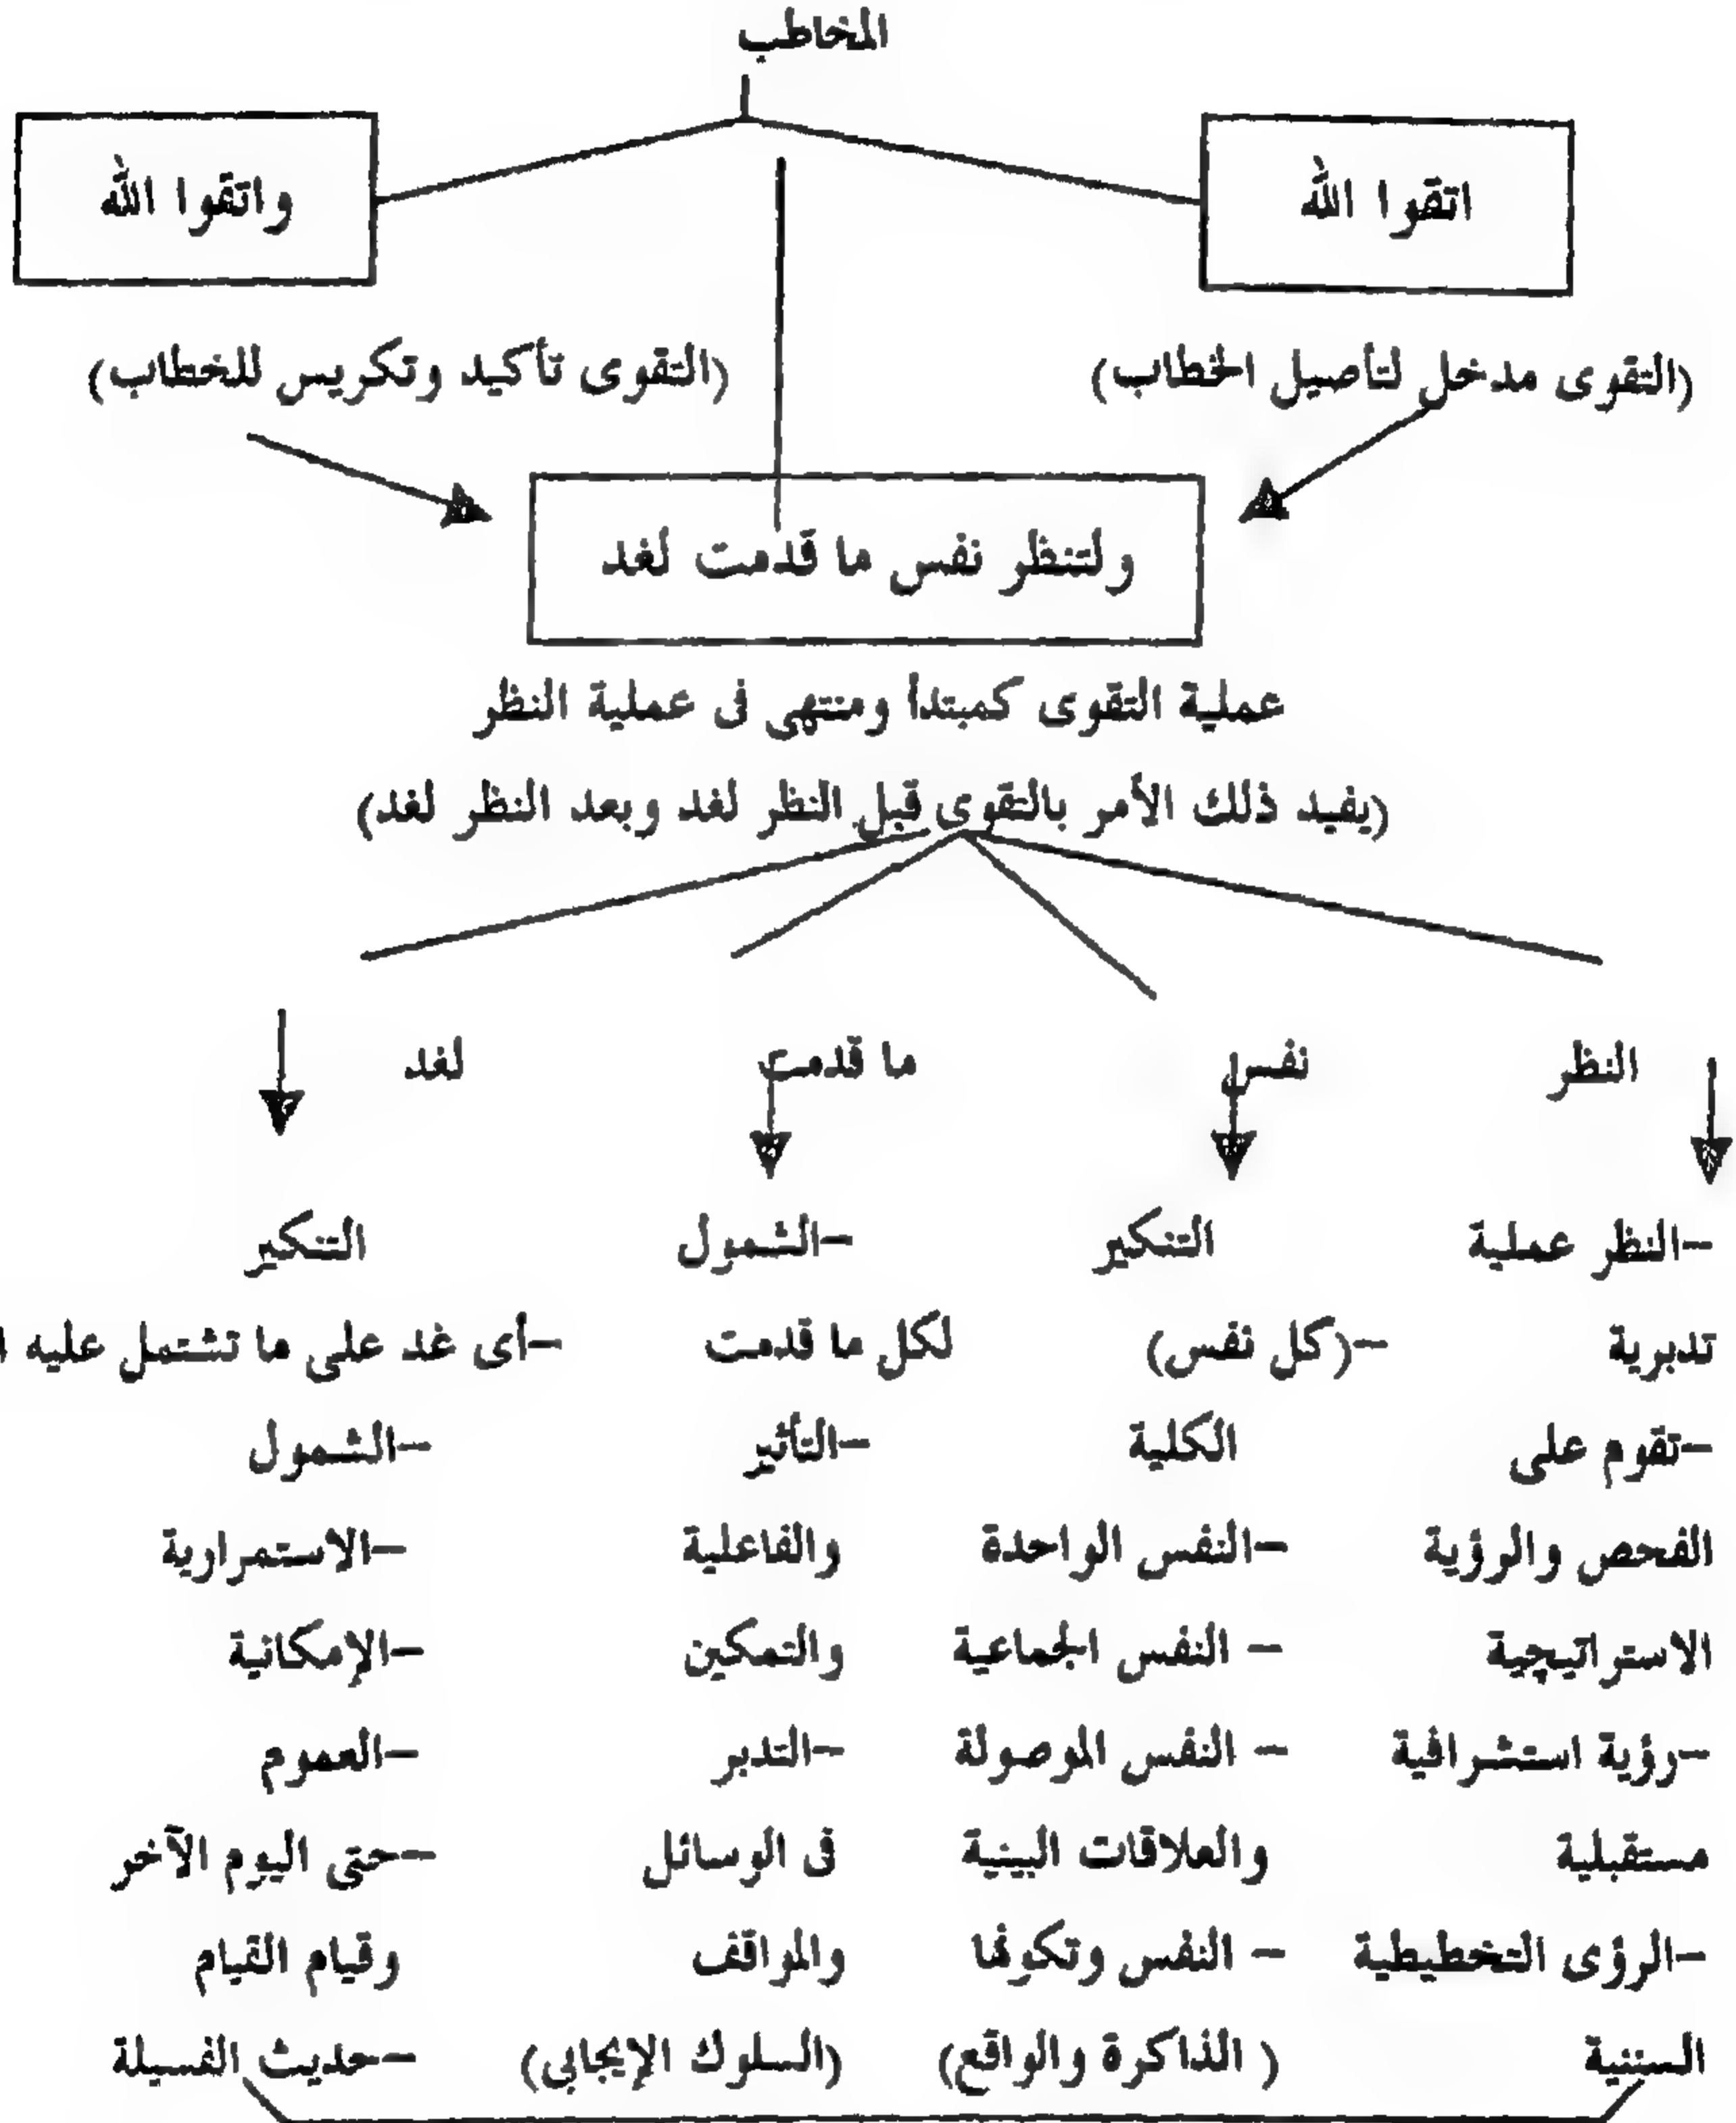 المخاطب
اتقوا الله
واتقوا الله
(التقوى مدخل لتأصيل الخطاب)
(التقوى تأكيد وتكريس للخطاب)
ولتنظر نفس ما قدمت لغد
عملية التقوى كمبتدأ ومنتهى فى عملية النظر
(يفيد ذلك الأمر بالتقوى قبل النظر لغد وبعد النظر لغد)
النظر
-النظر عملية
تدبرية
-تقوم على
الفحص والرؤية
الاستراتيجية
-رؤية استشرافية
مستقبلية
-الرؤى التخطيطية
السننية
نفس
التنكير
-(كل نفس)
الكلية
-النفس الواحدة
- النفس الجماعية
- النفس الموصولة
والعلاقات البينية
- النفس وتكونها
( الذاكرة والواقع)
ما قدمت
-الشمول
لكل ما قدمت
-التأثير
والفاعلية
والتمكين
-التدبر
فى الوسائل
والمواقف
(السلوك الإيجابي)
لغد
التنكير
-أى غد على ما تشتمل عليه
-الشمول
-الاستمرارية
-الإمكانية
-العموم
-حتى اليوم الآخر
وقيام القيام
-حديث الفسيلة